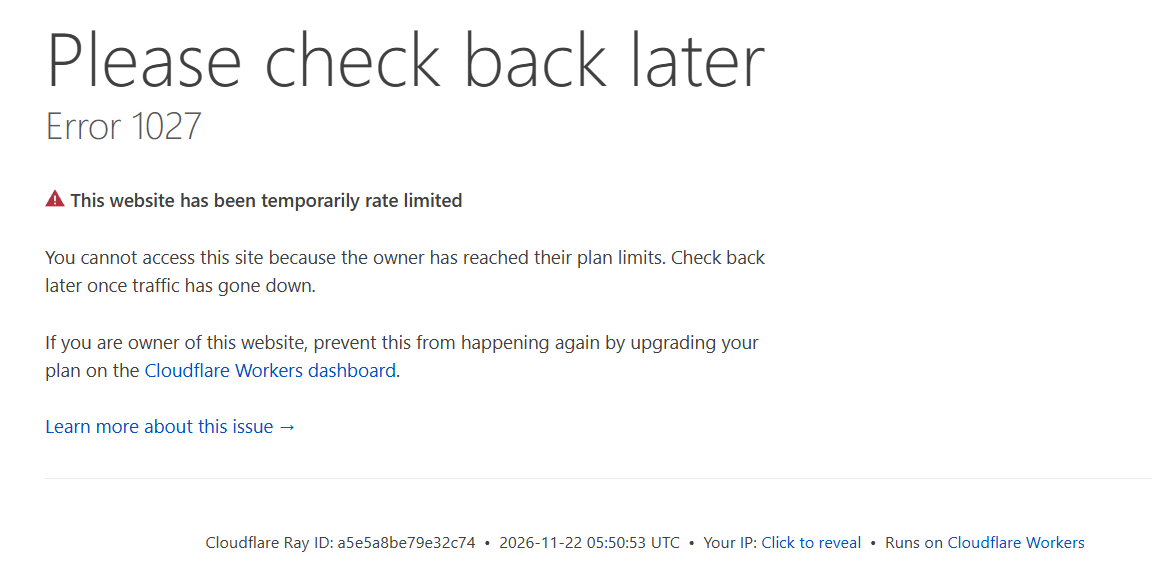 Please check back later
Error 1027
This website has been temporarily rate limited
You cannot access this site because the owner has reached their plan limits. Check back
later once traffic has gone down.
If you are owner of this website, prevent this from happening again by upgrading your
plan on the Cloudflare Workers dashboard.
Learn more about this issue →
Cloudflare Ray ID: a5e5a8be79e32c74 • 2026-11-22 05:50:53 UTC • Your IP: Click to reveal • Runs on Cloudflare Workers